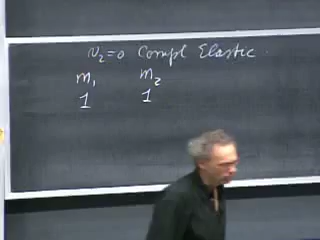 v₂=0 Compl Elastic.
m₁ m₂
1 1